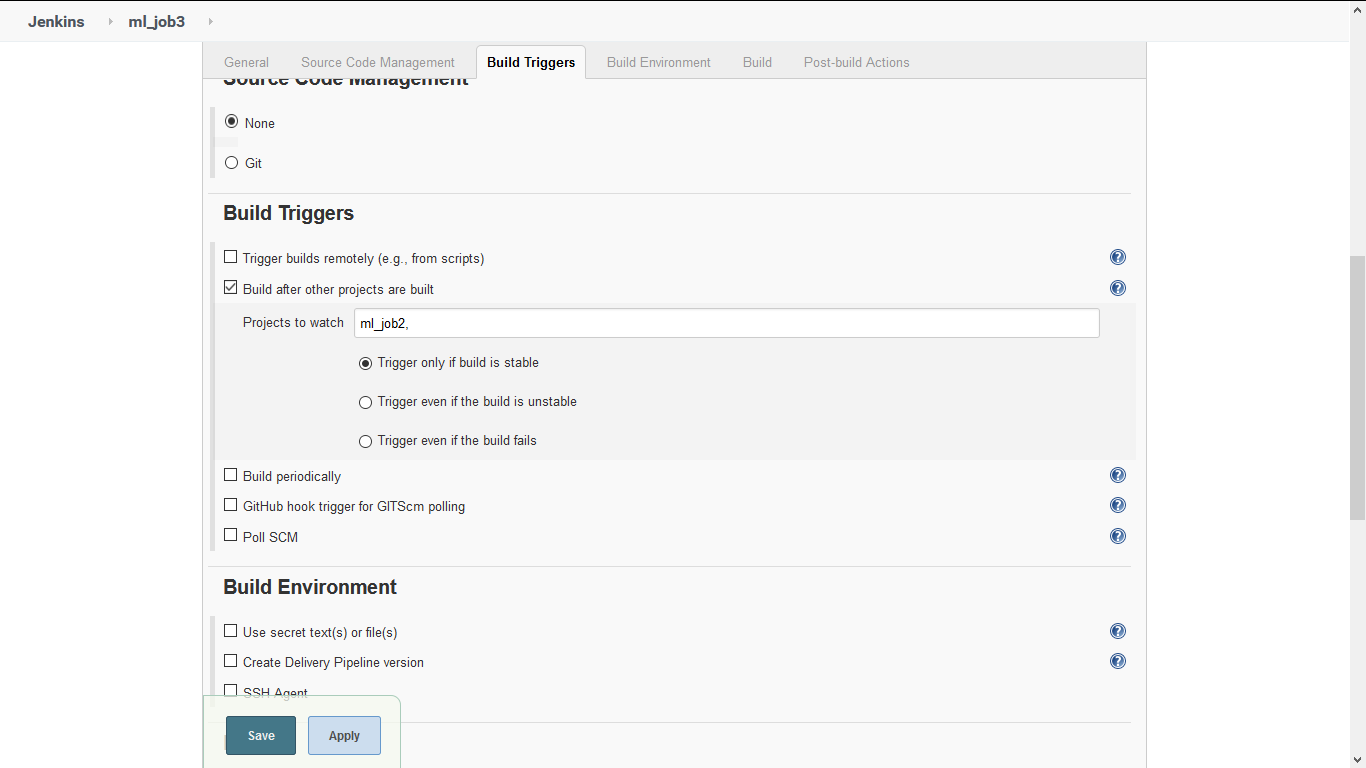 Jenkins ml_job3
General Source Code Management Build Triggers Build Environment Build Post-build Actions
Source Code Management
None
Git
Build Triggers
Trigger builds remotely (e.g., from scripts)
Build after other projects are built
Projects to watch ml_job2,
Trigger only if build is stable
Trigger even if the build is unstable
Trigger even if the build fails
Build periodically
GitHub hook trigger for GITScm polling
Poll SCM
Build Environment
Use secret text(s) or file(s)
Create Delivery Pipeline version
SSH Agent
Save Apply